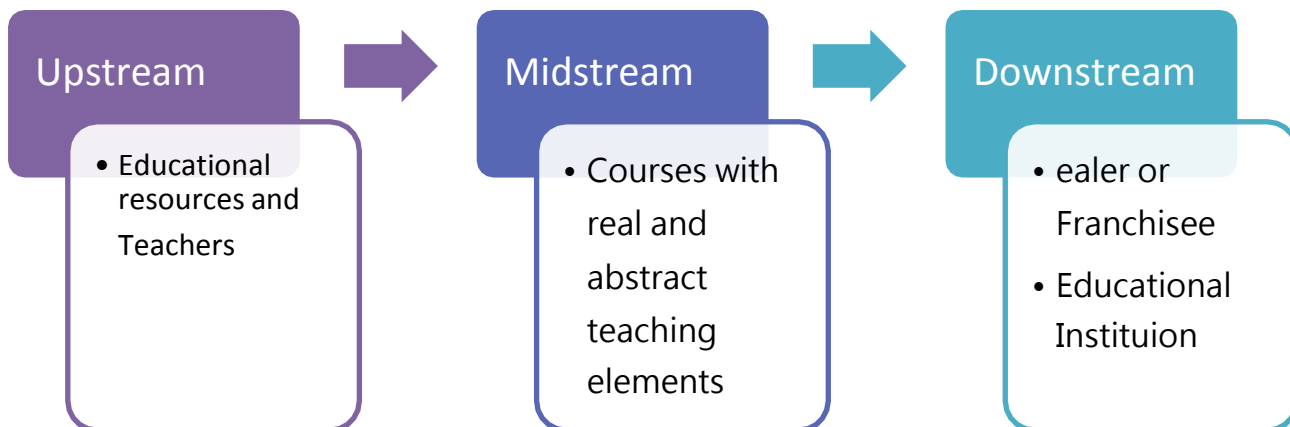 Upstream
• Educational
resources and
Teachers
Midstream
• Courses with
real and
abstract
teaching
elements
Downstream
• ealer or
Franchisee
• Educational
Instituion